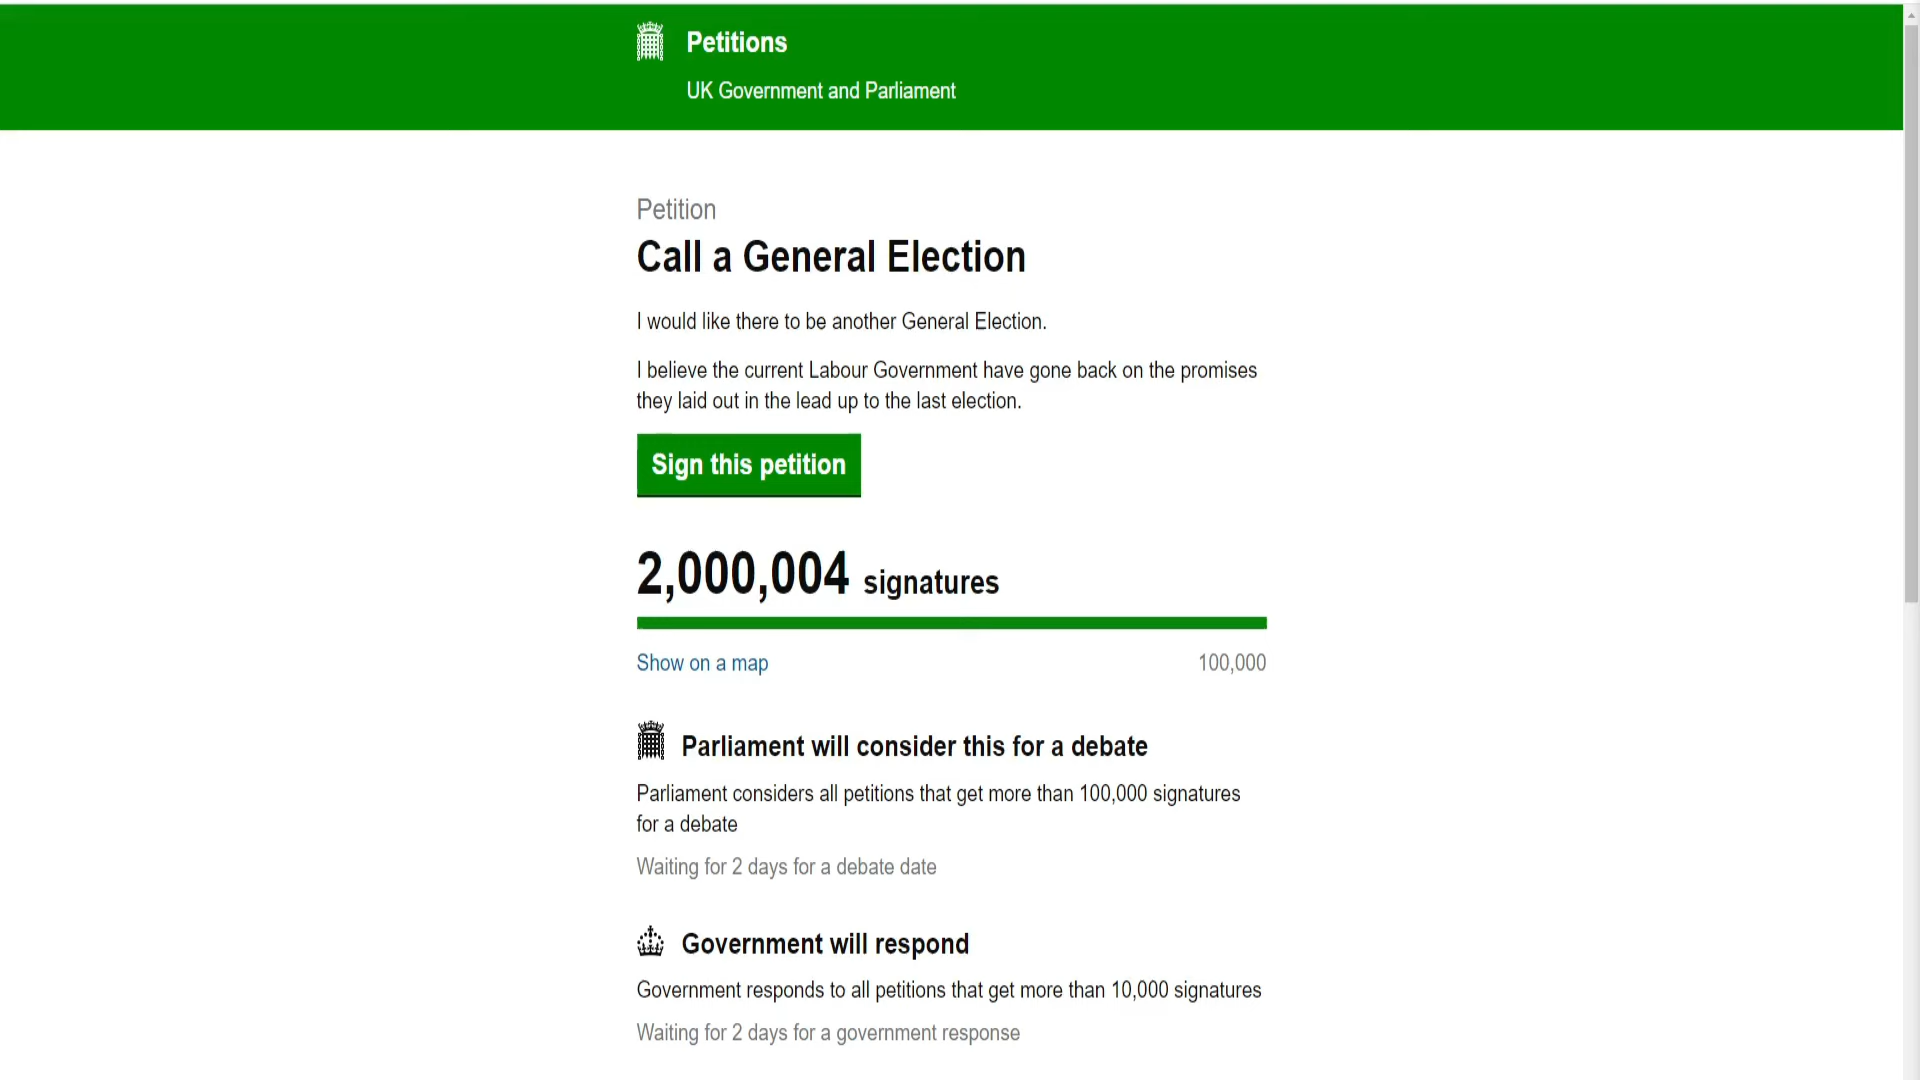 Petitions
UK Government and Parliament
Petition
Call a General Election
I would like there to be another General Election.
I believe the current Labour Government have gone back on the promises
they laid out in the lead up to the last election.
Sign this petition
2,000,004 signatures
Show on a map 100,000
Parliament will consider this for a debate
Parliament considers all petitions that get more than 100,000 signatures
for a debate
Waiting for 2 days for a debate date
Government will respond
Government responds to all petitions that get more than 10,000 signatures
Waiting for 2 days for a government response